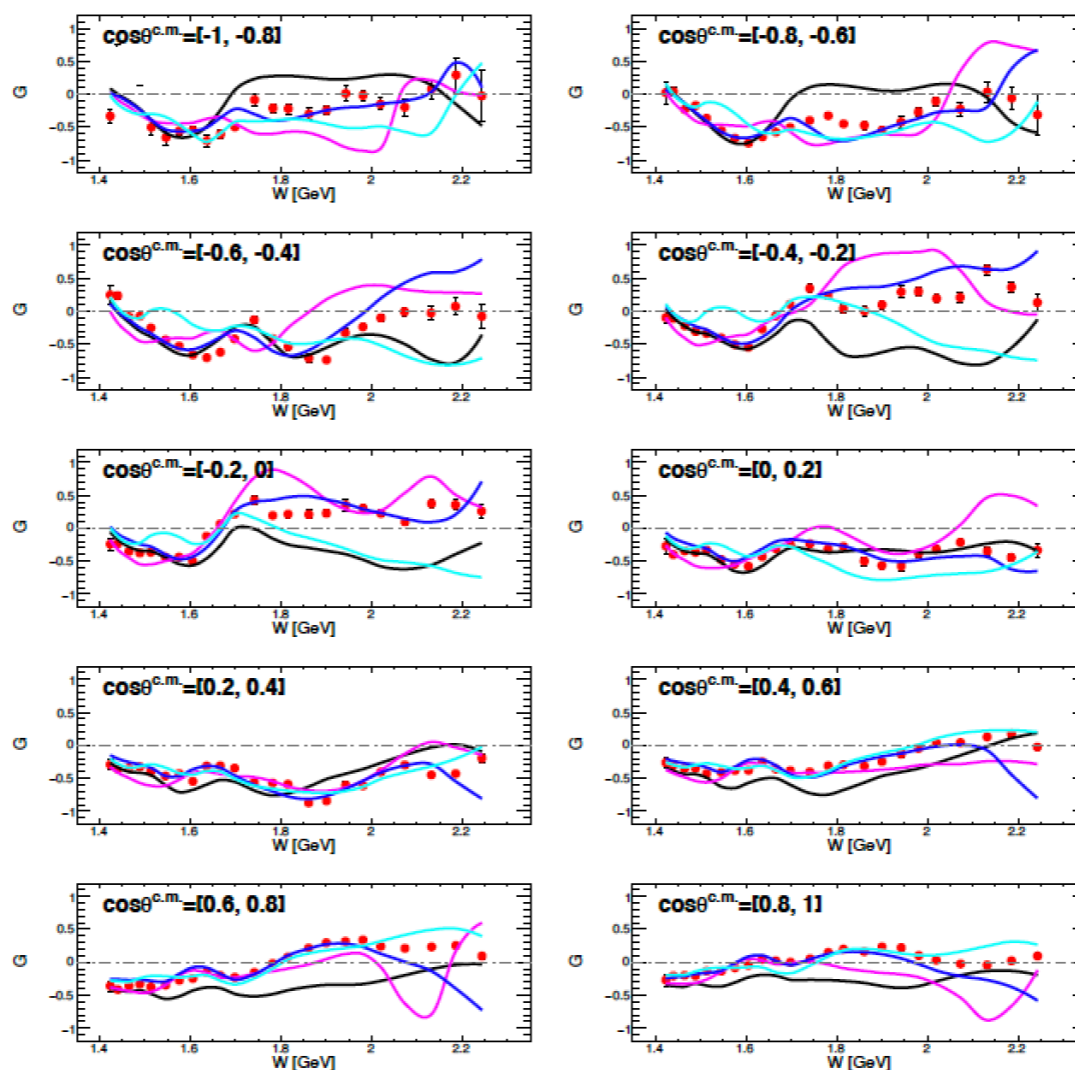 cosθc.m.=[-1, -0.8]
G
1
0.5
0
−0.5
−1
1.4 1.6 1.8 2 2.2
W [GeV]
cosθc.m.=[-0.8, -0.6]
G
1
0.5
0
−0.5
−1
1.4 1.6 1.8 2 2.2
W [GeV]
cosθc.m.=[-0.6, -0.4]
G
1
0.5
0
−0.5
−1
1.4 1.6 1.8 2 2.2
W [GeV]
cosθc.m.=[-0.4, -0.2]
G
1
0.5
0
−0.5
−1
1.4 1.6 1.8 2 2.2
W [GeV]
cosθc.m.=[-0.2, 0]
G
1
0.5
0
−0.5
−1
1.4 1.6 1.8 2 2.2
W [GeV]
cosθc.m.=[0, 0.2]
G
1
0.5
0
−0.5
−1
1.4 1.6 1.8 2 2.2
W [GeV]
cosθc.m.=[0.2, 0.4]
G
1
0.5
0
−0.5
−1
1.4 1.6 1.8 2 2.2
W [GeV]
cosθc.m.=[0.4, 0.6]
G
1
0.5
0
−0.5
−1
1.4 1.6 1.8 2 2.2
W [GeV]
cosθc.m.=[0.6, 0.8]
G
1
0.5
0
−0.5
−1
1.4 1.6 1.8 2 2.2
W [GeV]
cosθc.m.=[0.8, 1]
G
1
0.5
0
−0.5
−1
1.4 1.6 1.8 2 2.2
W [GeV]